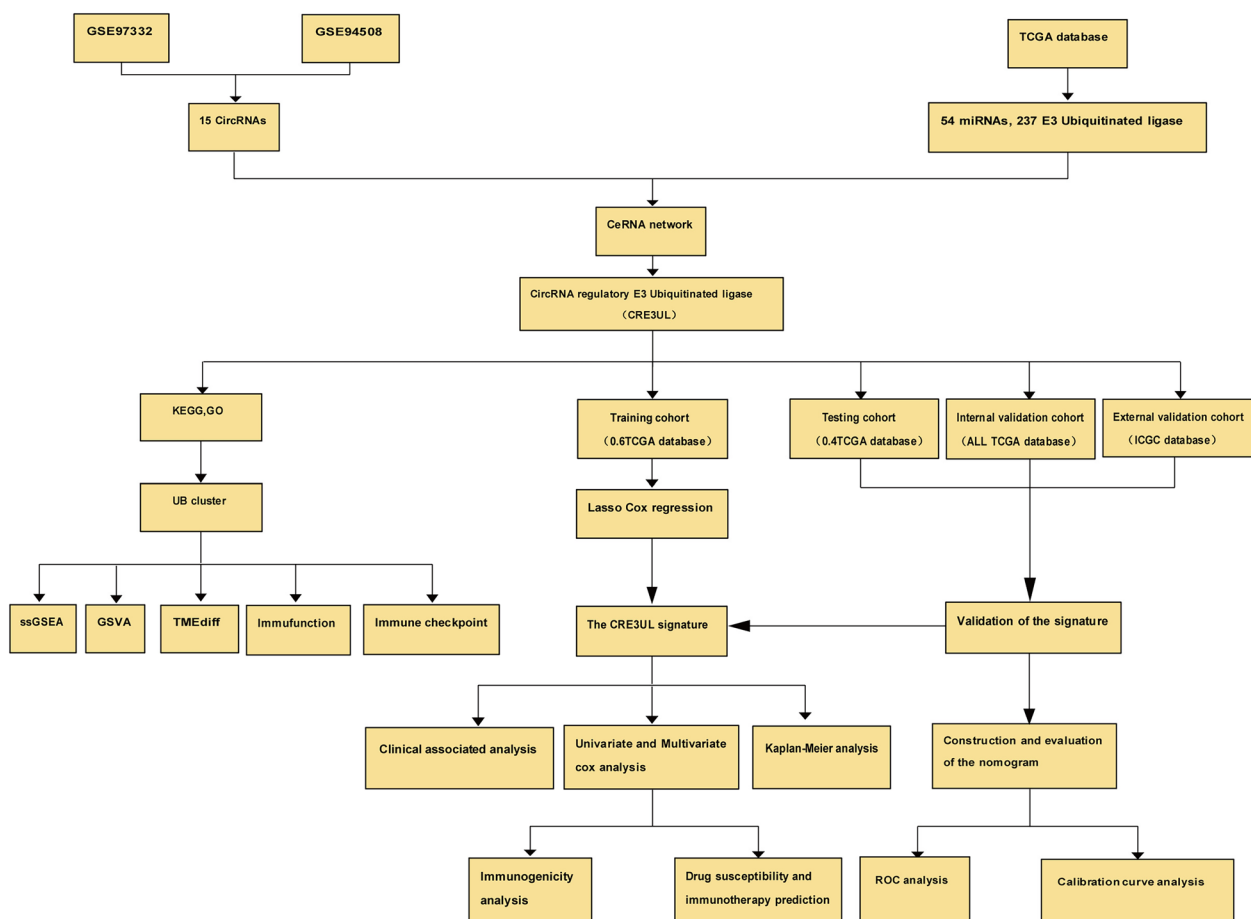 GSE97332
GSE94508
TCGA database
15 CircRNAs
54 miRNAs, 237 E3 Ubiquitinated ligase
CeRNA network
CircRNA regulatory E3 Ubiquitinated ligase
（CRE3UL）
KEGG,GO
Training cohort
（0.6TCGA database）
Testing cohort
（0.4TCGA database）
Internal validation cohort
（ALL TCGA database）
External validation cohort
（ICGC database）
UB cluster
Lasso Cox regression
ssGSEA
GSVA
TMEdiff
Immufunction
Immune checkpoint
The CRE3UL signature
Validation of the signature
Clinical associated analysis
Univariate and Multivariate
cox analysis
Kaplan-Meier analysis
Construction and evaluation
of the nomogram
Immunogenicity
analysis
Drug susceptibility and
immunotherapy prediction
ROC analysis
Calibration curve analysis